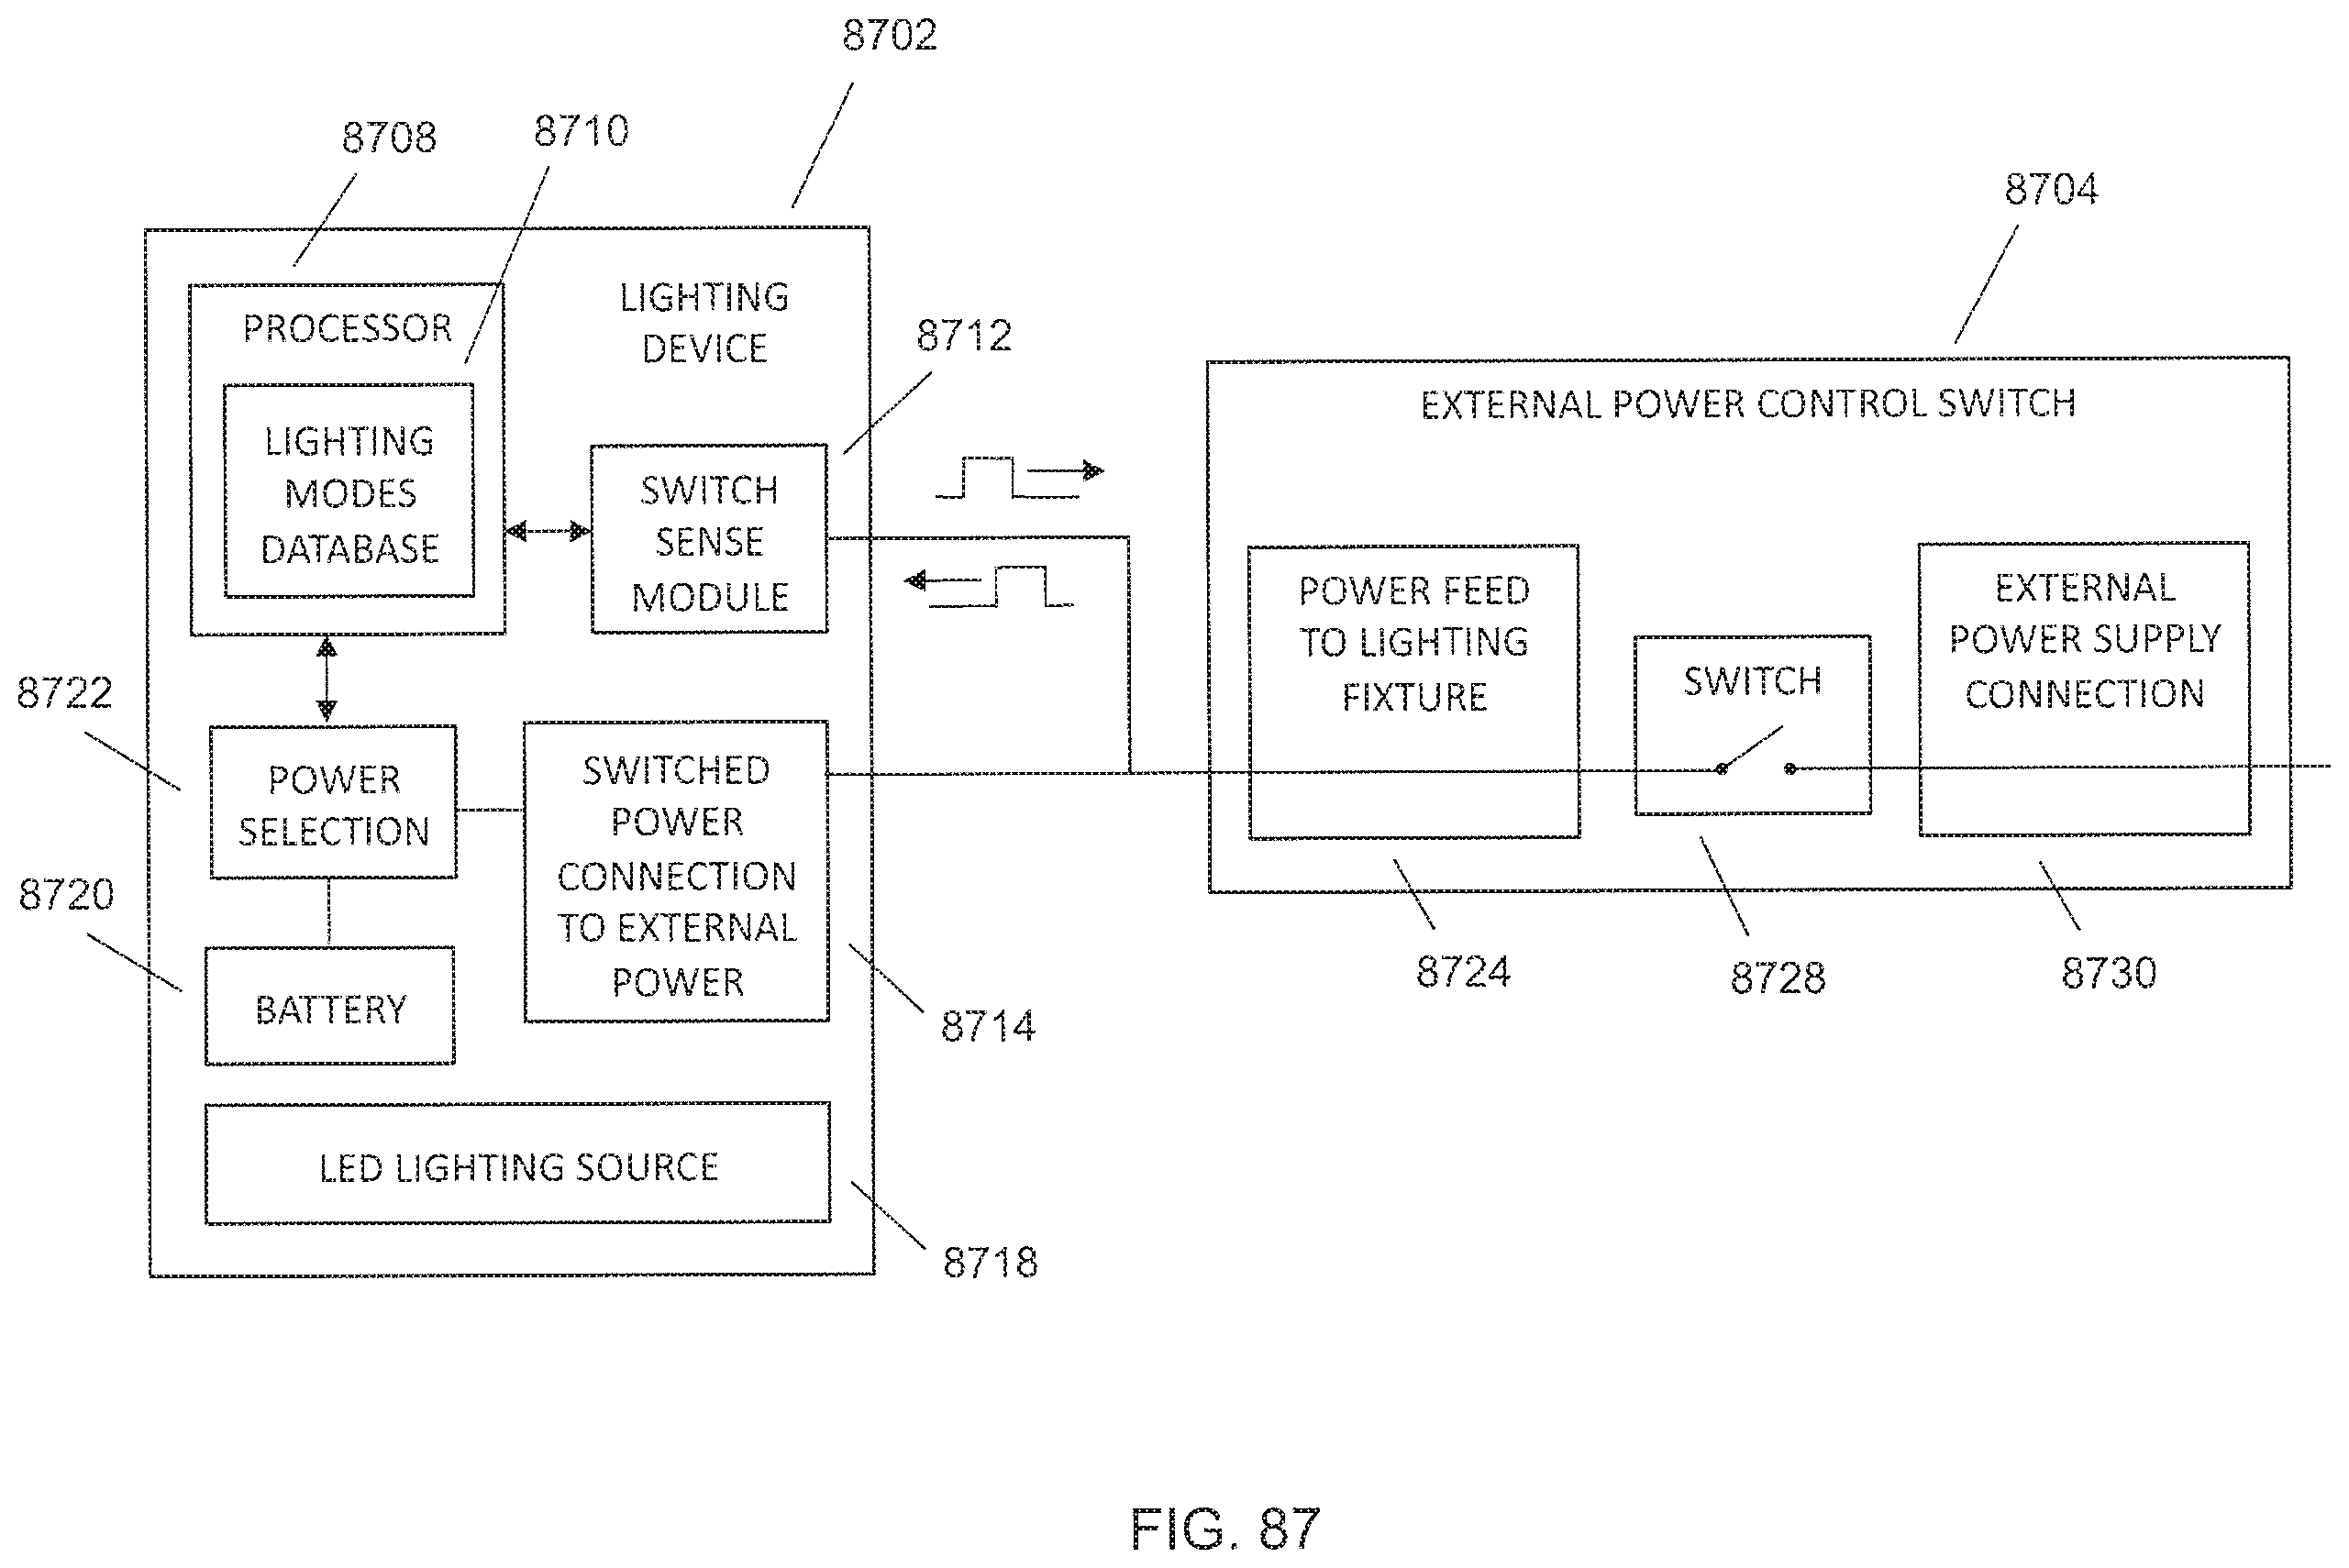 8702
8708
8710
8704
LIGHTING
DEVICE
PROCESSOR
8712
LIGHTING
MODES
DATABASE
SWITCH
SENSE
MODULE
EXTERNAL POWER CONTROL SWITCH
POWER FEED
TO LIGHTING
FIXTURE
SWITCH
EXTERNAL
POWER SUPPLY
CONNECTION
8722
POWER
SELECTION
SWITCHED
POWER
CONNECTION
TO EXTERNAL
POWER
8720
BATTERY
8714
8724
8728
8730
LED LIGHTING SOURCE
8718
FIG. 87